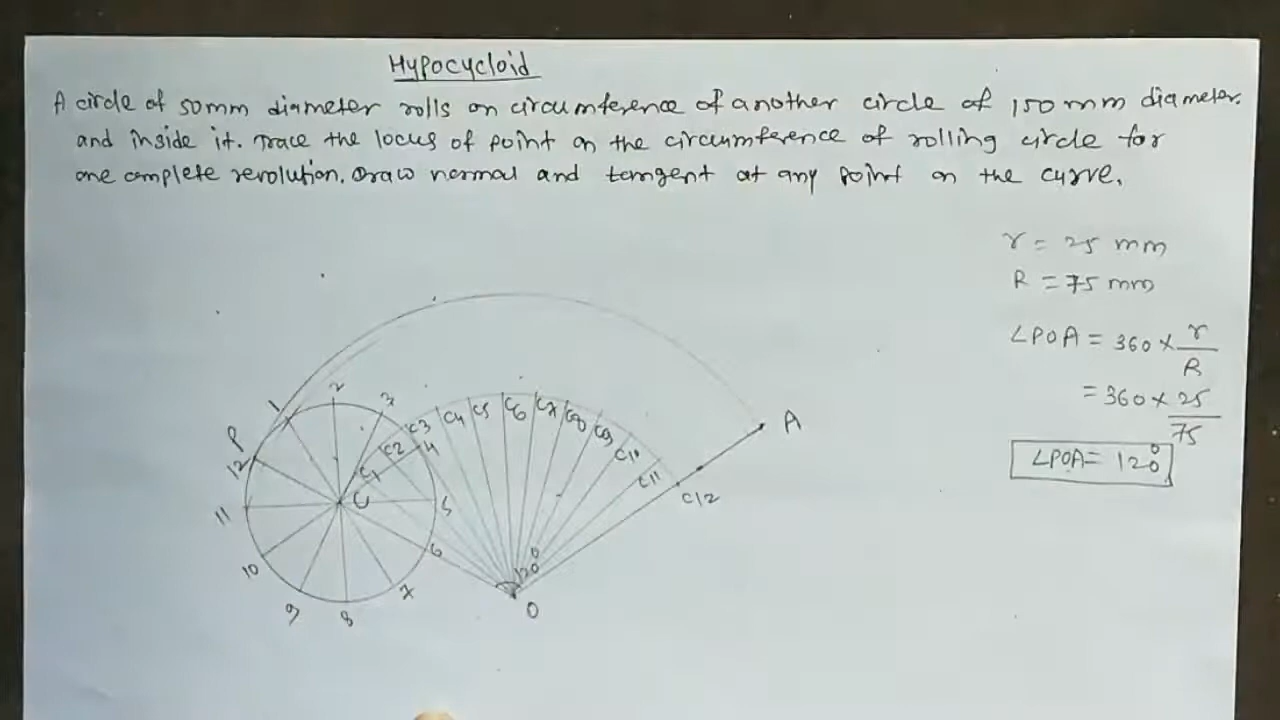 Hypocycloid
A circle of 50mm diameter rolls on circumference of another circle of 150mm diameter.
and inside it. Trace the locus of point on the circumference of rolling circle for
one complete revolution. Draw normal and tangent at any point on the curve.
r = 25 mm
R = 75 mm
∠POA = 360 × r/R
= 360 × 25/75
∠POA = 120°
P
1
2
3
4
5
6
7
8
9
10
11
12
C
C1
C2
C3
C4
C5
C6
C7
C8
C9
C10
C11
C12
A
120°
O